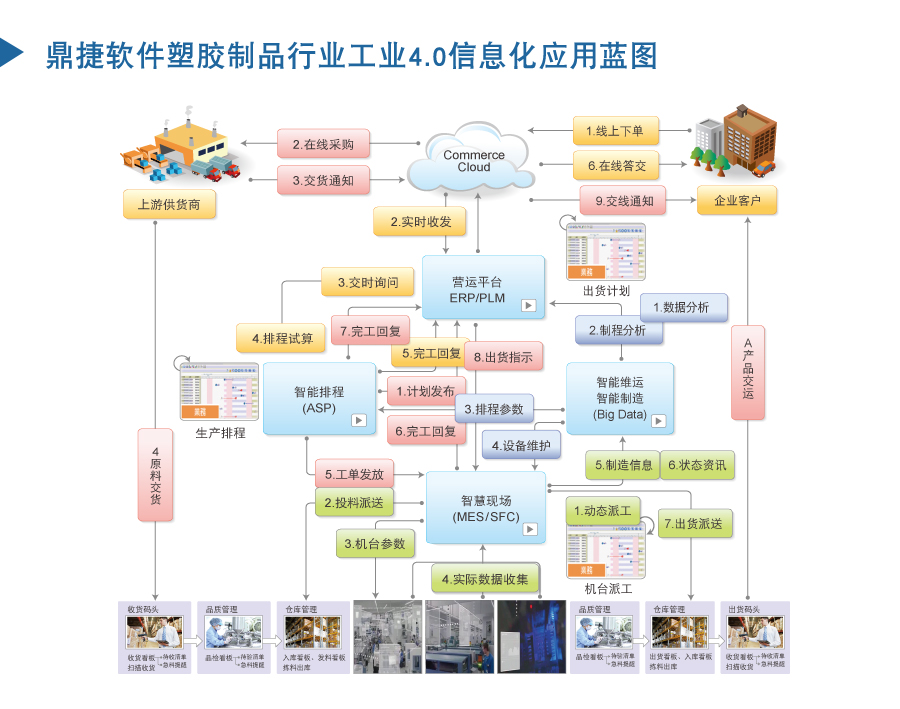 鼎捷软件塑胶制品行业工业4.0信息化应用蓝图
2.在线采购
Commerce
Cloud
1.线上下单
6.在线答交
3.交货通知
上游供货商
2.实时收发
9.交线通知
企业客户
3.交时询问
营运平台
ERP/PLM
出货计划
1.数据分析
4.排程试算
7.完工回复
2.制程分析
5.完工回复
8.出货指示
A
产
品
交
运
智能排程
(ASP)
1.计划发布
智能维运
智能制造
(Big Data)
3.排程参数
生产排程
6.完工回复
4.设备维护
4
原
料
交
货
5.工单发放
5.制造信息
6.状态资讯
2.投料派送
智慧现场
(MES/SFC)
1.动态派工
7.出货派送
3.机台参数
4.实际数据收集
机台派工
收货码头
品质管理
仓库管理
品质管理
仓库管理
出货码头
收货看板
待收清单
扫描收货
急料提醒
品检看板
待验清单
急料提醒
入库看板、发料看板
拣料出库
品检看板
待验清单
急料提醒
出货看板、入库看板
拣料出库
收货看板
待收清单
扫描收货
急料提醒